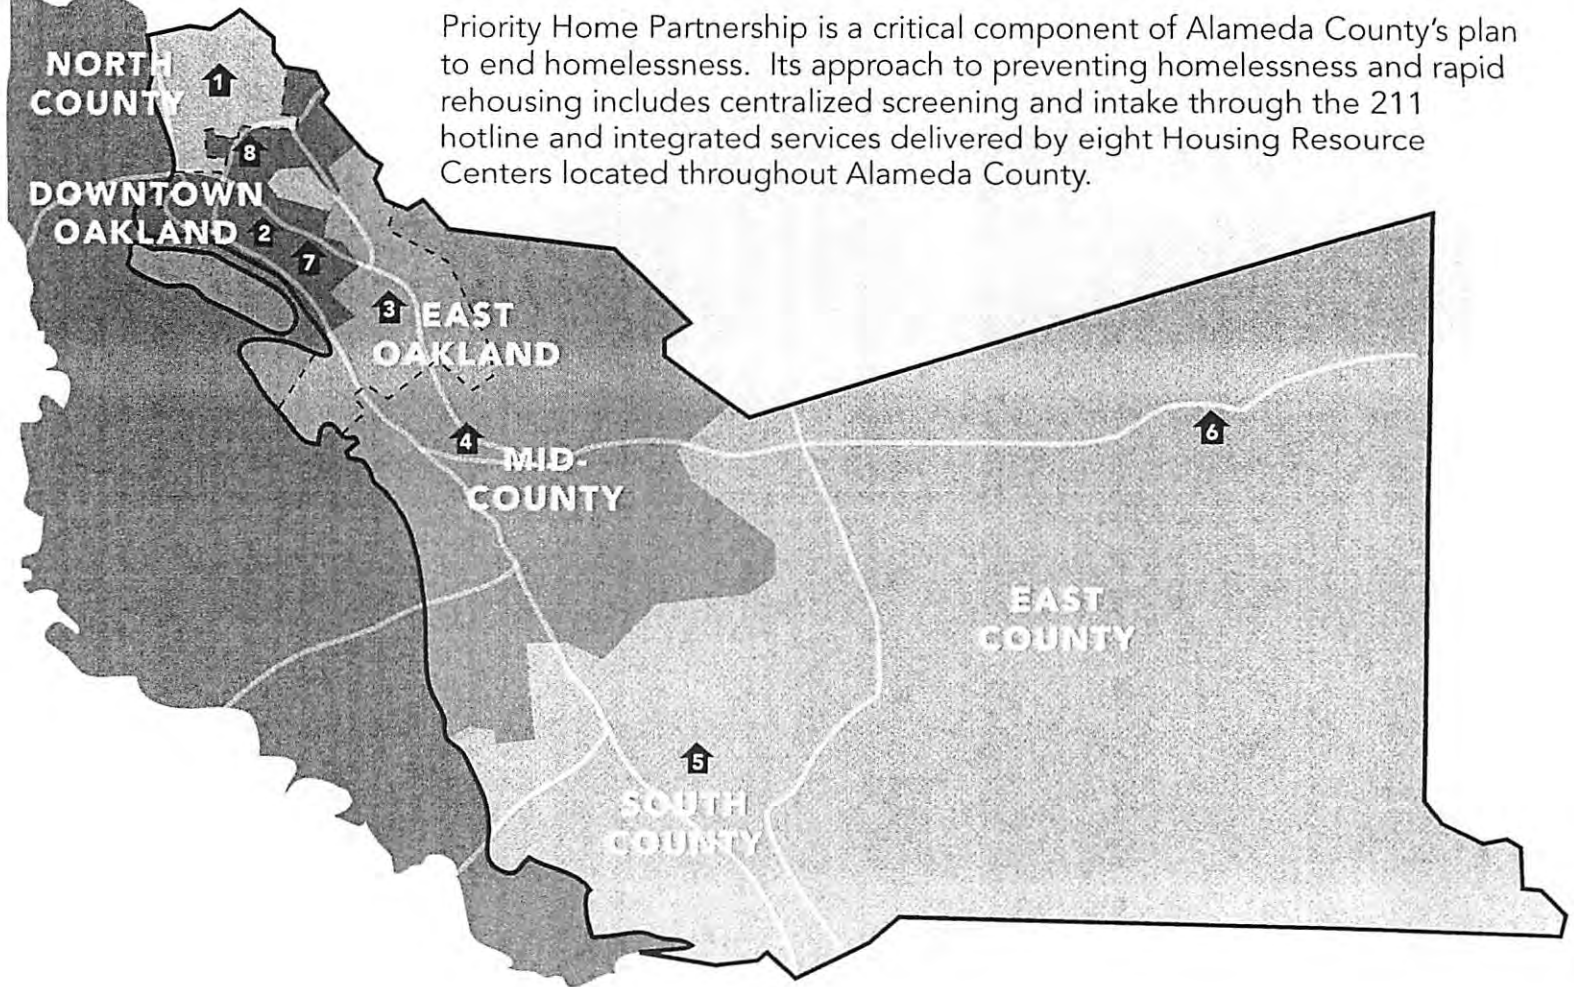 Priority Home Partnership is a critical component of Alameda County's plan
to end homelessness. Its approach to preventing homelessness and rapid
rehousing includes centralized screening and intake through the 211
hotline and integrated services delivered by eight Housing Resource
Centers located throughout Alameda County.
NORTH
COUNTY
1
8
DOWNTOWN
OAKLAND
2
7
3
EAST
OAKLAND
4
MID-
COUNTY
6
EAST
COUNTY
5
SOUTH
COUNTY